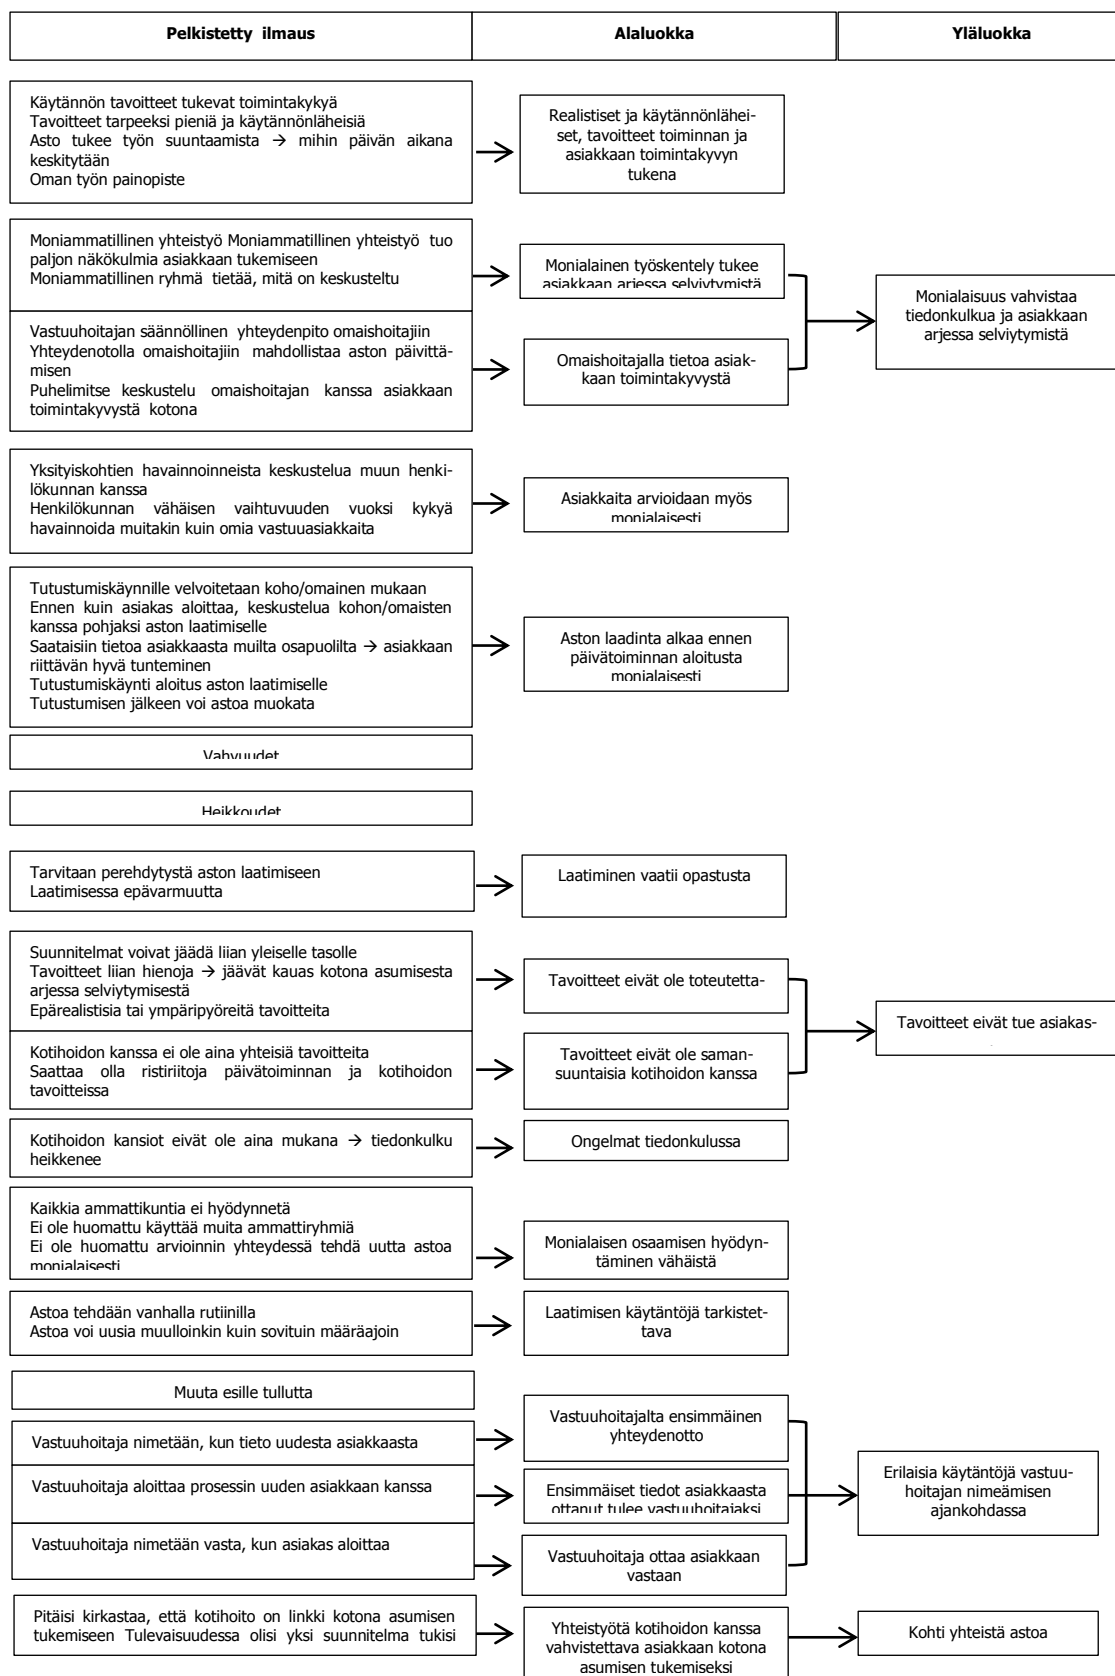 Pelkistetty ilmaus
Alaluokka
Yläluokka
Käytännön tavoitteet tukevat toimintakykyä
Tavoitteet tarpeeksi pieniä ja käytännönläheisiä
Asto tukee työn suuntaamista → mihin päivän aikana
keskitytään
Oman työn painopiste
Realistiset ja käytännönlähei-
set, tavoitteet toiminnan ja
asiakkaan toimintakyvyn
tukena
Moniammatillinen yhteistyö Moniammatillinen yhteistyö tuo
paljon näkökulmia asiakkaan tukemiseen
Moniammatillinen ryhmä tietää, mitä on keskusteltu
Monialainen työskentely tukee
asiakkaan arjessa selviytymistä
Monialaisuus vahvistaa
tiedonkulkua ja asiakkaan
arjessa selviytymistä
Vastuuhoitajan säännöllinen yhteydenpito omaishoitajiin
Yhteydenotolla omaishoitajiin mahdollistaa aston päivittä-
misen
Puhelimitse keskustelu omaishoitajan kanssa asiakkaan
toimintakyvystä kotona
Omaishoitajalla tietoa asiak-
kaan toimintakyvystä
Yksityiskohtien havainnoinneista keskustelua muun henki-
lökunnan kanssa
Henkilökunnan vähäisen vaihtuvuuden vuoksi kykyä
havainnoida muitakin kuin omia vastuuasiakkaita
Asiakkaita arvioidaan myös
monialaisesti
Tutustumiskäynnille velvoitetaan koho/omainen mukaan
Ennen kuin asiakas aloittaa, keskustelua kohon/omaisten
kanssa pohjaksi aston laatimiselle
Saataisiin tietoa asiakkaasta muilta osapuolilta → asiakkaan
riittävän hyvä tunteminen
Tutustumiskäynti aloitus aston laatimiselle
Tutustumisen jälkeen voi astoa muokata
Aston laadinta alkaa ennen
päivätoiminnan aloitusta
monialaisesti
Vahvuudet
Heikkoudet
Tarvitaan perehdytystä aston laatimiseen
Laatimisessa epävarmuutta
Laatiminen vaatii opastusta
Suunnitelmat voivat jäädä liian yleiselle tasolle
Tavoitteet liian hienoja → jäävät kauas kotona asumisesta
arjessa selviytymisestä
Epärealistisia tai ympäripyöreitä tavoitteita
Tavoitteet eivät ole toteutetta-
Tavoitteet eivät tue asiakas-
Kotihoidon kanssa ei ole aina yhteisiä tavoitteita
Saattaa olla ristiriitoja päivätoiminnan ja kotihoidon
tavoitteissa
Tavoitteet eivät ole saman-
suuntaisia kotihoidon kanssa
Kotihoidon kansiot eivät ole aina mukana → tiedonkulku
heikkenee
Ongelmat tiedonkulussa
Kaikkia ammattikuntia ei hyödynnetä
Ei ole huomattu käyttää muita ammattiryhmiä
Ei ole huomattu arvioinnin yhteydessä tehdä uutta astoa
monialaisesti
Monialaisen osaamisen hyödyn-
täminen vähäistä
Astoa tehdään vanhalla rutiinilla
Astoa voi uusia muulloinkin kuin sovituin määräajoin
Laatimisen käytäntöjä tarkistet-
tava
Muuta esille tullutta
Vastuuhoitaja nimetään, kun tieto uudesta asiakkaasta
Vastuuhoitajalta ensimmäinen
yhteydenotto
Vastuuhoitaja aloittaa prosessin uuden asiakkaan kanssa
Ensimmäiset tiedot asiakkaasta
ottanut tulee vastuuhoitajaksi
Erilaisia käytäntöjä vastuu-
hoitajan nimeämisen
ajankohdassa
Vastuuhoitaja nimetään vasta, kun asiakas aloittaa
Vastuuhoitaja ottaa asiakkaan
vastaan
Pitäisi kirkastaa, että kotihoito on linkki kotona asumisen
tukemiseen Tulevaisuudessa olisi yksi suunnitelma tukisi
Yhteistyötä kotihoidon kanssa
vahvistettava asiakkaan kotona
asumisen tukemiseksi
Kohti yhteistä astoa